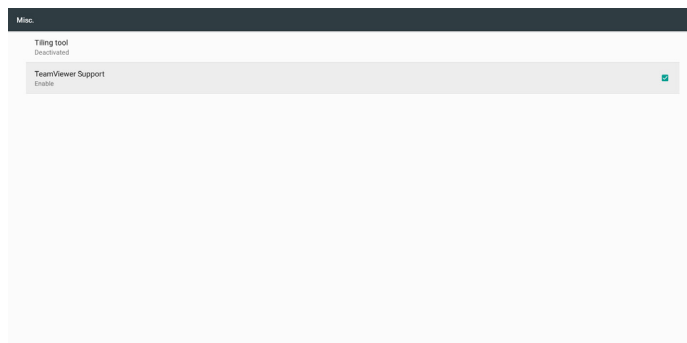 Misc.
Tiling tool
Deactivated
TeamViewer Support
Enable